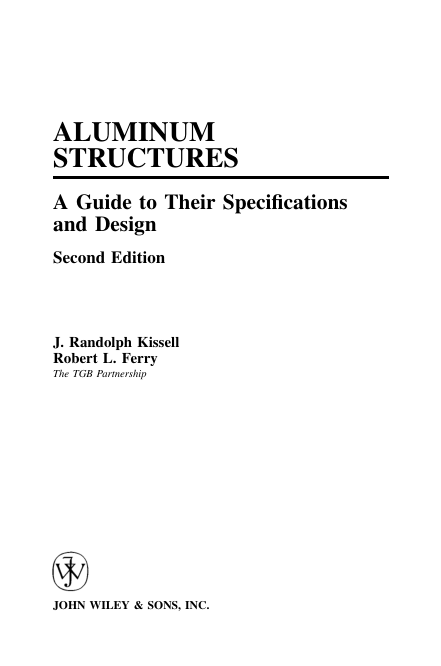 ALUMINUM
STRUCTURES
A Guide to Their Specifications
and Design
Second Edition
J. Randolph Kissell
Robert L. Ferry
The TGB Partnership
JOHN WILEY & SONS, INC.